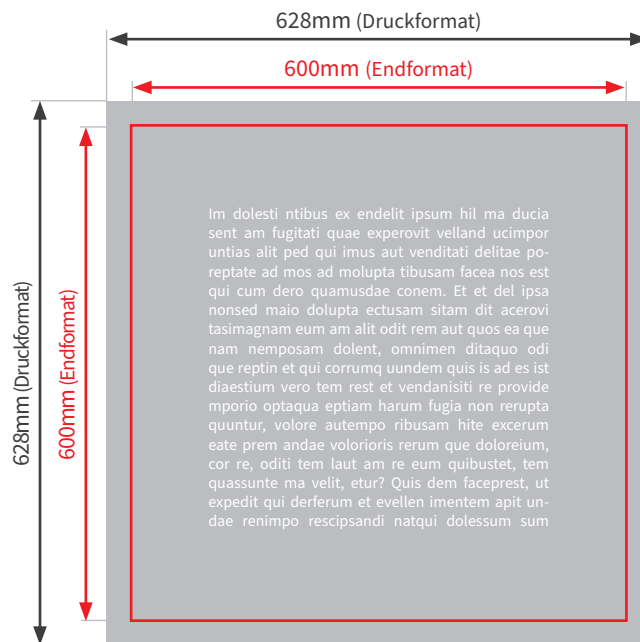 628mm (Druckformat)
600mm (Endformat)
628mm (Druckformat)
600mm (Endformat)
Im dolesti ntibus ex endelit ipsum hil ma ducia
sent am fugitati quae experovit velland ucimpor
untias alit ped qui imus aut venditati delitae po-
reptate ad mos ad molupta tibusam facea nos est
qui cum dero quamusdae conem. Et et del ipsa
nonsed maio dolupta ectusam sitam dit acerovi
tasimagnam eum am alit odit rem aut quos ea que
nam nemposam dolent, omnimen ditaquo odi
que reptin et qui corrumq uundem quis is ad es ist
diaestium vero tem rest et vendanisiti re provide
mporio optaqua eptiam harum fugia non rerupta
quuntur, volore autempo ribusam hite excerum
eate prem andae volorioris rerum que doloreium,
cor re, oditi tem laut am re eum quibustet, tem
quassunte ma velit, etur? Quis dem faceprest, ut
expedit qui derferum et evellen imentem apit un-
dae renimpo rescipsandi natqui dolessum sum